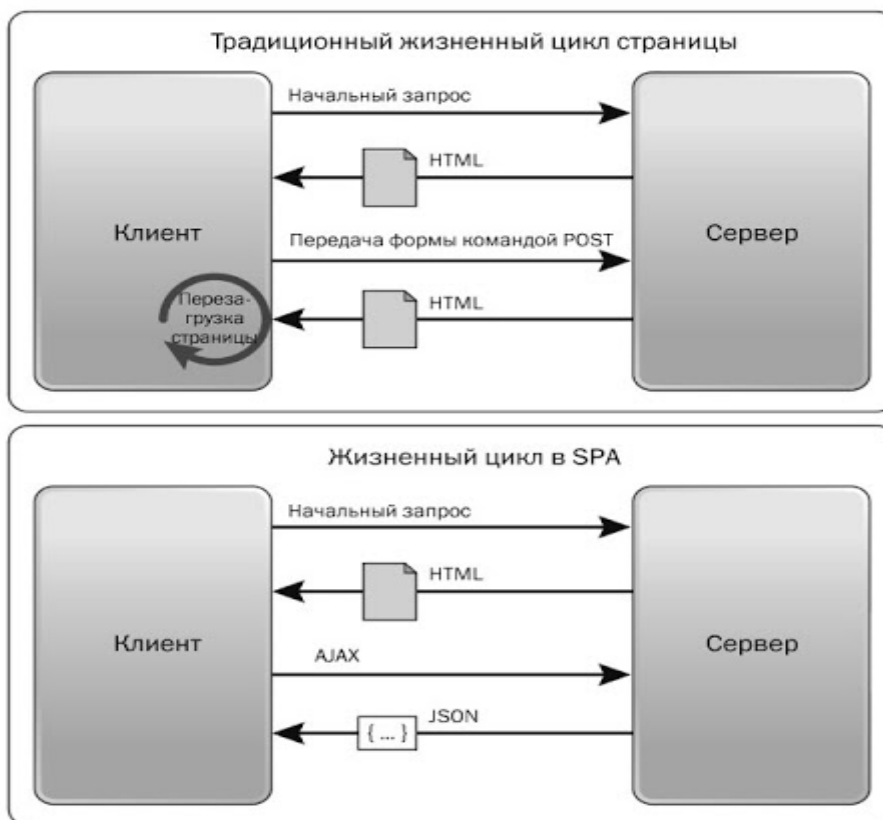 Традиционный жизненный цикл страницы
Начальный запрос
HTML
Клиент
Передача формы командой POST
Сервер
Переза-
грузка
страницы
HTML
Жизненный цикл в SPA
Начальный запрос
HTML
Клиент
Сервер
AJAX
JSON
{ ... }